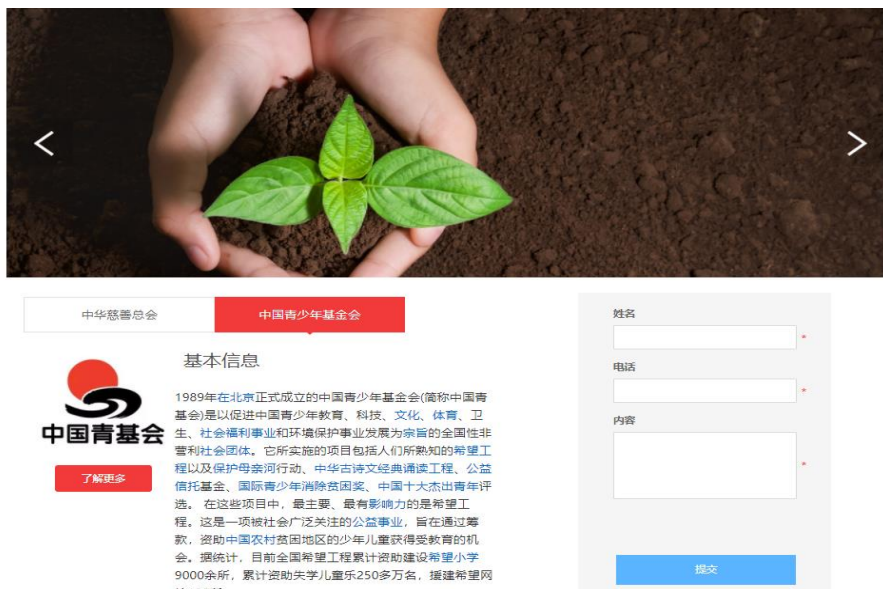 中华慈善总会
中国青少年基金会
中国青基会
了解更多
基本信息
1989年在北京正式成立的中国青少年基金会(简称中国青
基会)是以促进中国青少年教育、科技、文化、体育、卫
生、社会福利事业和环境保护事业发展为宗旨的全国性非
营利社会团体。它所实施的项目包括人们所熟知的希望工
程以及保护母亲河行动、中华古诗文经典诵读工程、公益
信托基金、国际青少年消除贫困奖、中国十大杰出青年评
选。 在这些项目中，最主要、最有影响力的是希望工
程。这是一项被社会广泛关注的公益事业，旨在通过筹
款，资助中国农村贫困地区的少年儿童获得受教育的机
会。据统计，目前全国希望工程累计资助建设希望小学
9000余所，累计资助失学儿童乐250多万名，援建希望网
姓名
*
电话
*
内容
*
提交